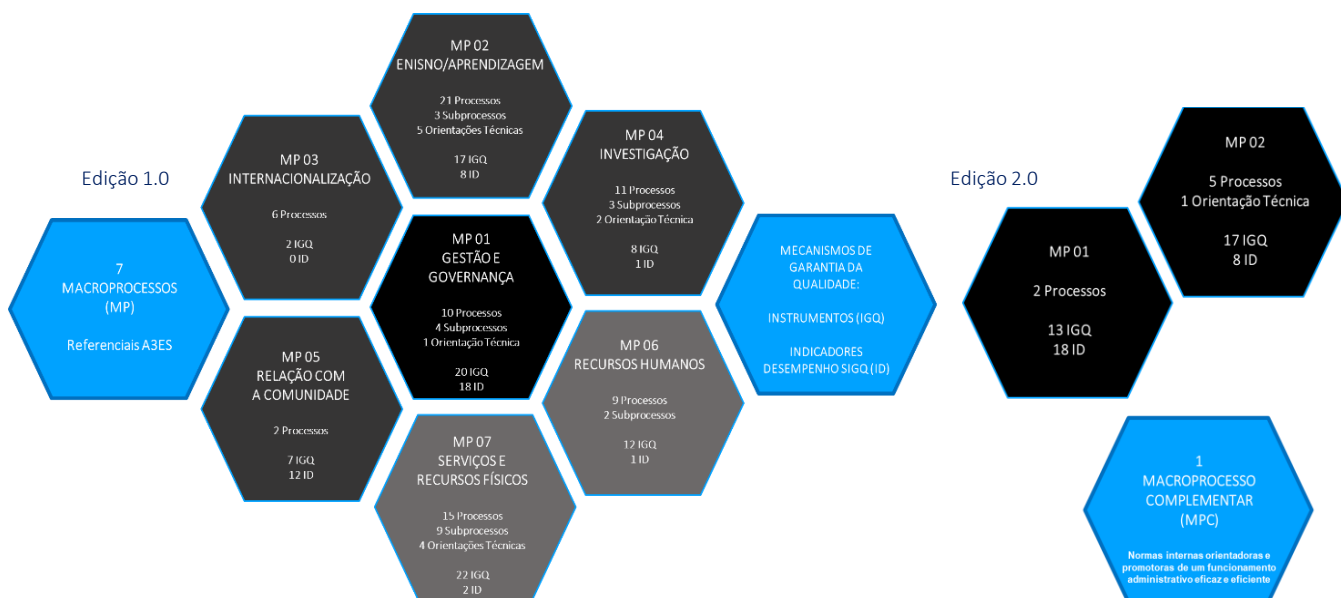 Edição 1.0
7
MACROPROCESSOS
(MP)
Referenciais A3ES
MP 03
INTERNACIONALIZAÇÃO
6 Processos
2 IGQ
0 ID
MP 05
RELAÇÃO COM
A COMUNIDADE
2 Processos
7 IGQ
12 ID
MP 02
ENISNO/APRENDIZAGEM
21 Processos
3 Subprocessos
5 Orientações Técnicas
17 IGQ
8 ID
MP 01
GESTÃO E
GOVERNANÇA
10 Processos
4 Subprocessos
1 Orientação Técnica
20 IGQ
18 ID
MP 07
SERVIÇOS E
RECURSOS FÍSICOS
15 Processos
9 Subprocessos
4 Orientações Técnicas
22 IGQ
2 ID
MP 04
INVESTIGAÇÃO
11 Processos
3 Subprocessos
2 Orientação Técnica
8 IGQ
1 ID
MP 06
RECURSOS HUMANOS
9 Processos
2 Subprocessos
12 IGQ
1 ID
MECANISMOS DE
GARANTIA DA
QUALIDADE:
INSTRUMENTOS (IGQ)
INDICADORES
DESEMPENHO SIGQ (ID)
Edição 2.0
MP 01
2 Processos
13 IGQ
18 ID
MP 02
5 Processos
1 Orientação Técnica
17 IGQ
8 ID
1
MACROPROCESSO
COMPLEMENTAR
(MPC)
Normas internas orientadoras e
promotoras de um funcionamento
administrativo eficaz e eficiente